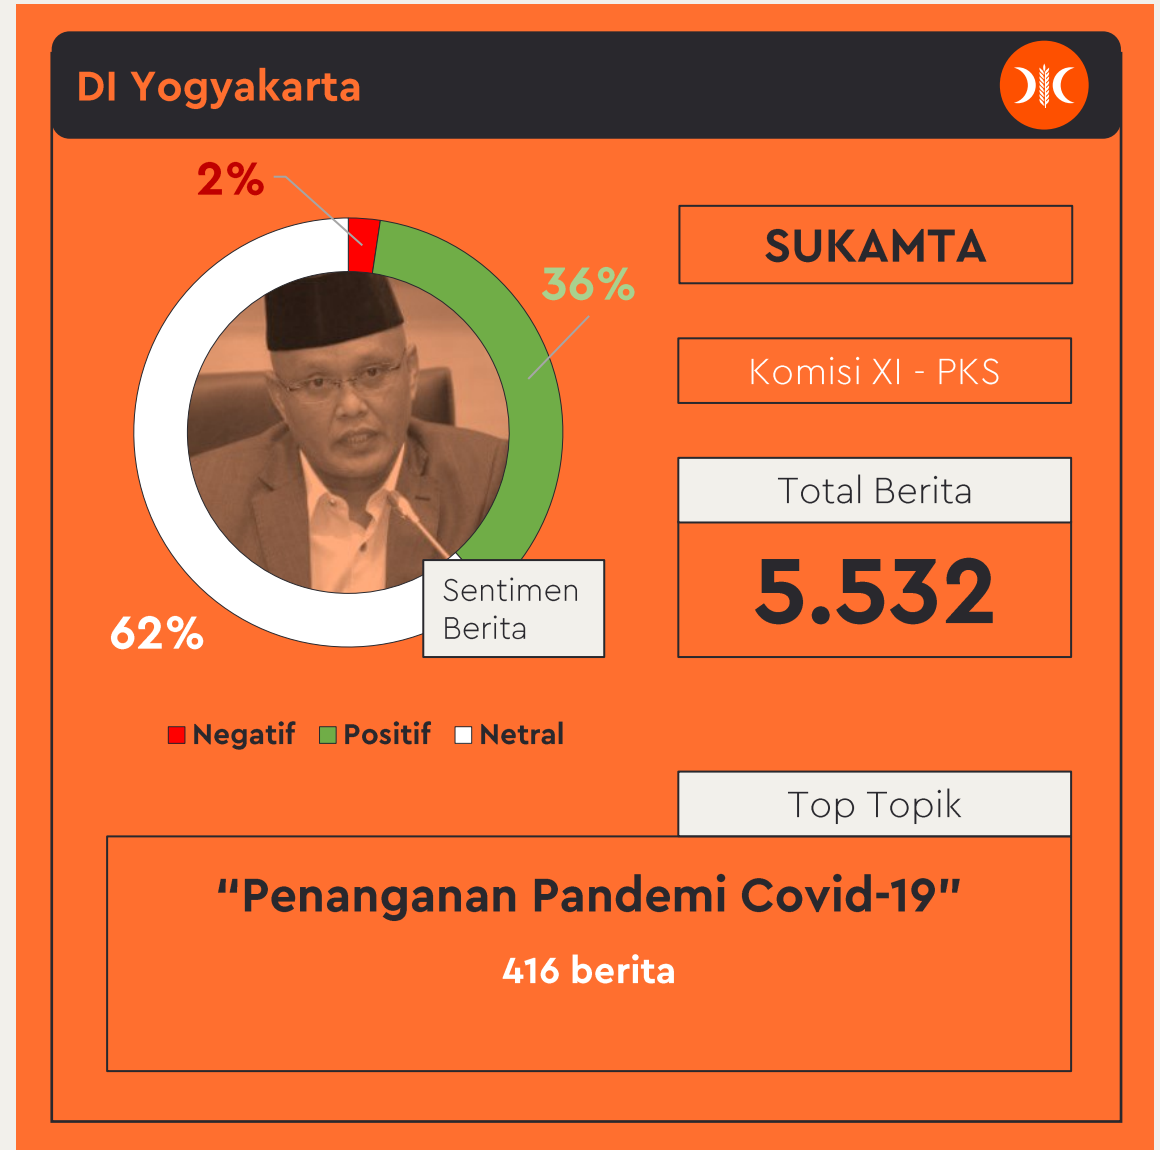 DI Yogyakarta
2%
36%
62%
Sentimen
Berita
Negatif
Positif
Netral
SUKAMTA
Komisi XI - PKS
Total Berita
5.532
Top Topik
“Penanganan Pandemi Covid-19”
416 berita